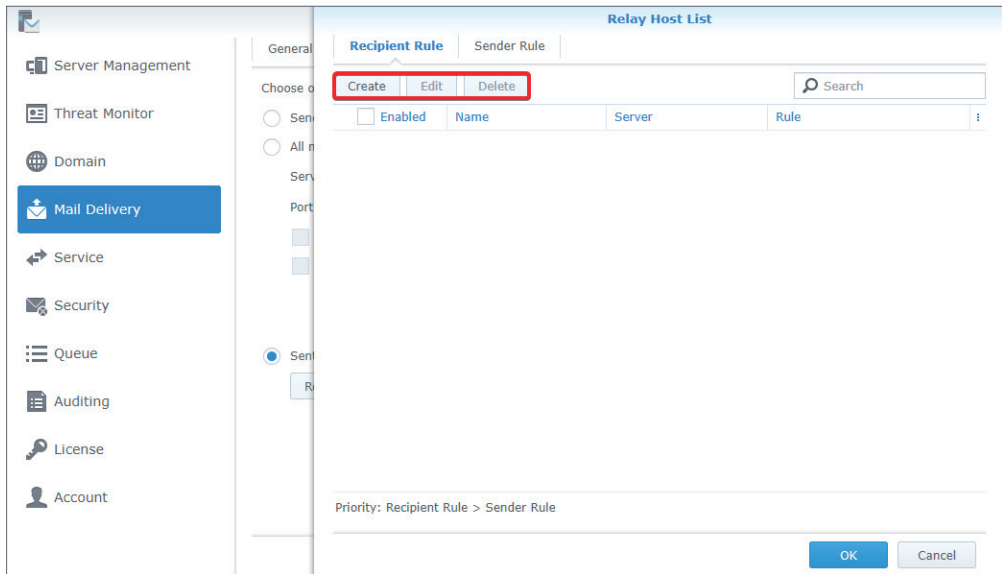 Relay Host List
Server Management
Threat Monitor
Domain
Mail Delivery
Service
Security
Queue
Auditing
License
Account
General
Choose o
Sen
All n
Serv
Port
Sent
Recipient Rule
Sender Rule
Create
Edit
Delete
Search
Enabled
Name
Server
Rule
Priority: Recipient Rule > Sender Rule
OK
Cancel